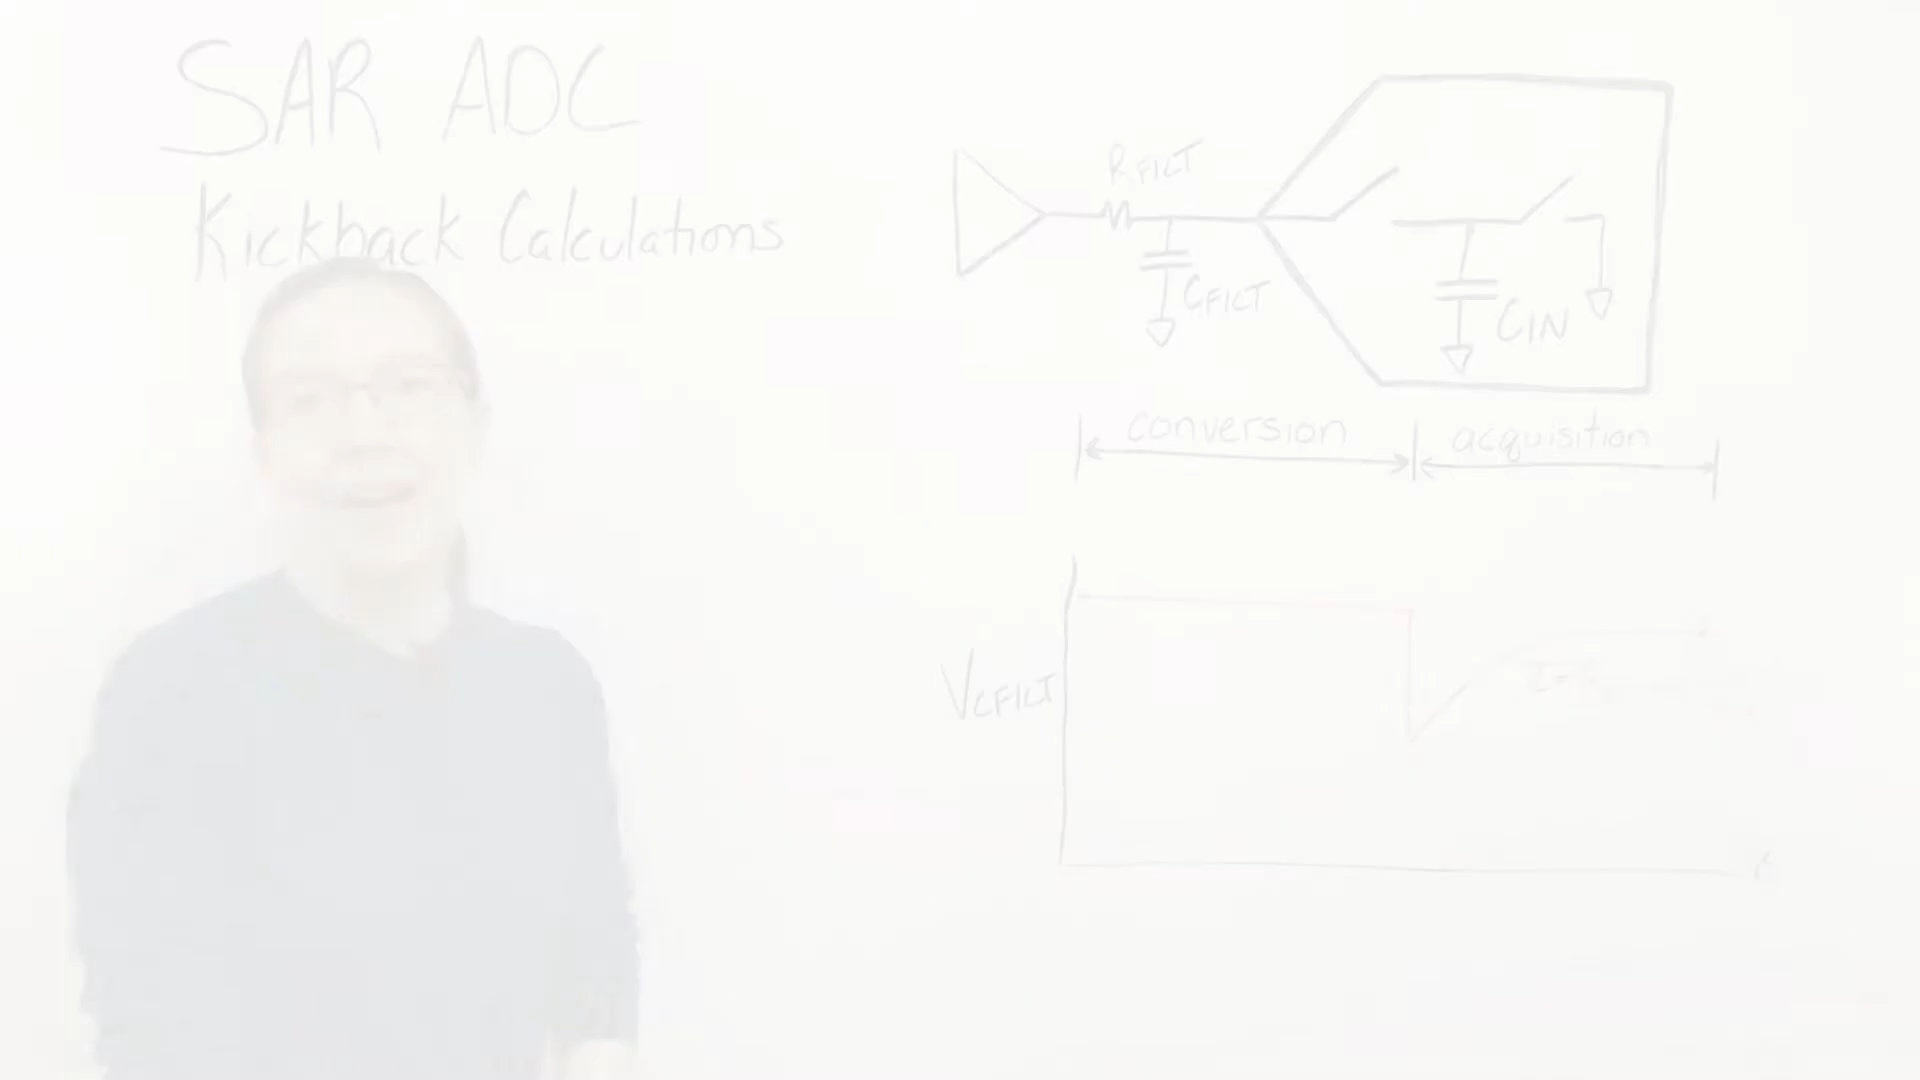 SAR ADC
Kickback Calculations
RFILT
CFILT
CIN
conversion
acquisition
VCFILT